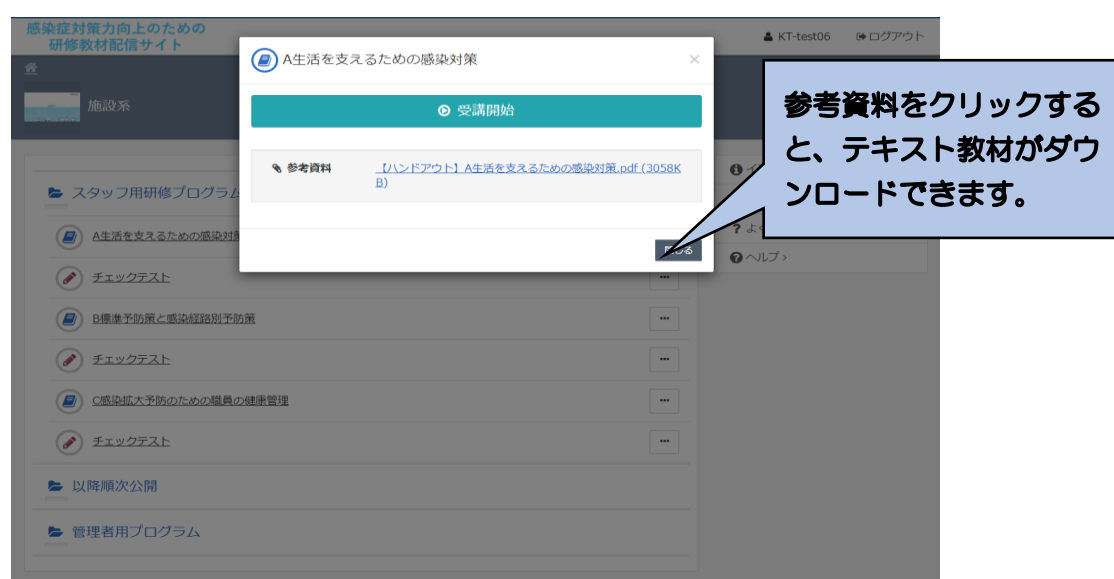 感染症対策力向上のための
研修教材配信サイト
KT-test06
ログアウト
施設系
A生活を支えるための感染対策
×
受講開始
参考資料
【ハンドアウト】A生活を支えるための感染対策.pdf (3058K
B)
参考資料をクリックする
と、テキスト教材がダウ
ンロードできます。
スタッフ用研修プログラム
A生活を支えるための感染対策
チェックテスト
B標準予防策と感染経路別予防
策
チェックテスト
C感染拡大予防のための職員の健康管理
チェックテスト
以降順次公開
管理者用プログラム
ヘルプ ›